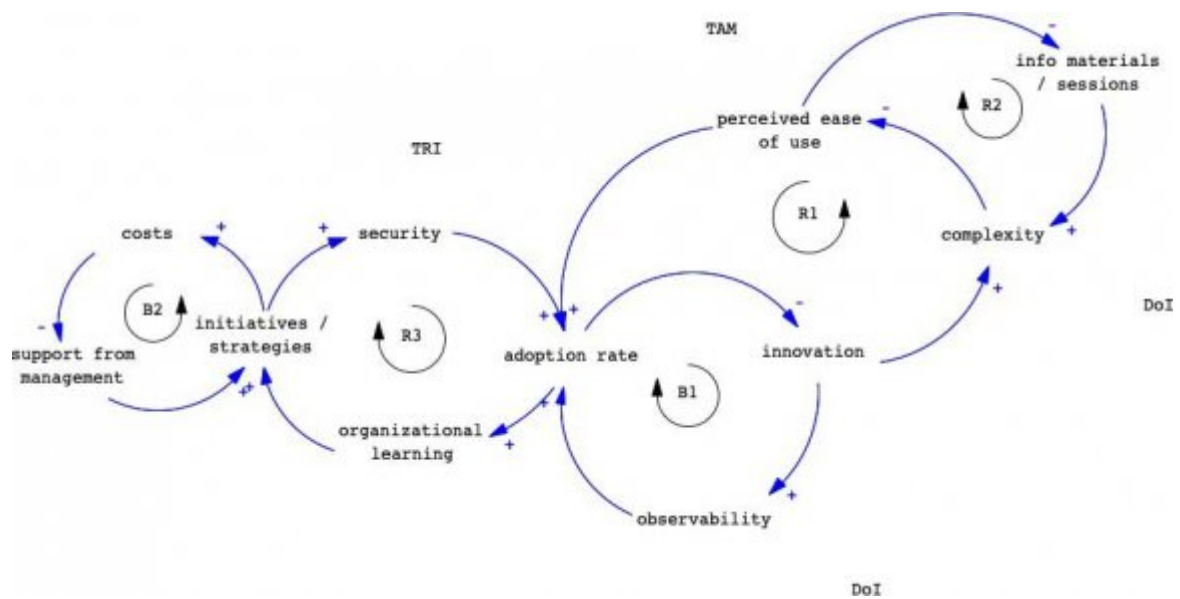 TAM
info materials
/ sessions
R2
perceived ease
of use
TRI
R1
costs
security
complexity
DoI
B2
initiatives /
strategies
R3
support from
management
adoption rate
innovation
B1
organizational
learning
observability
DoI
-
-
+
+
+
+
+
+
-
-
++
+
+
+